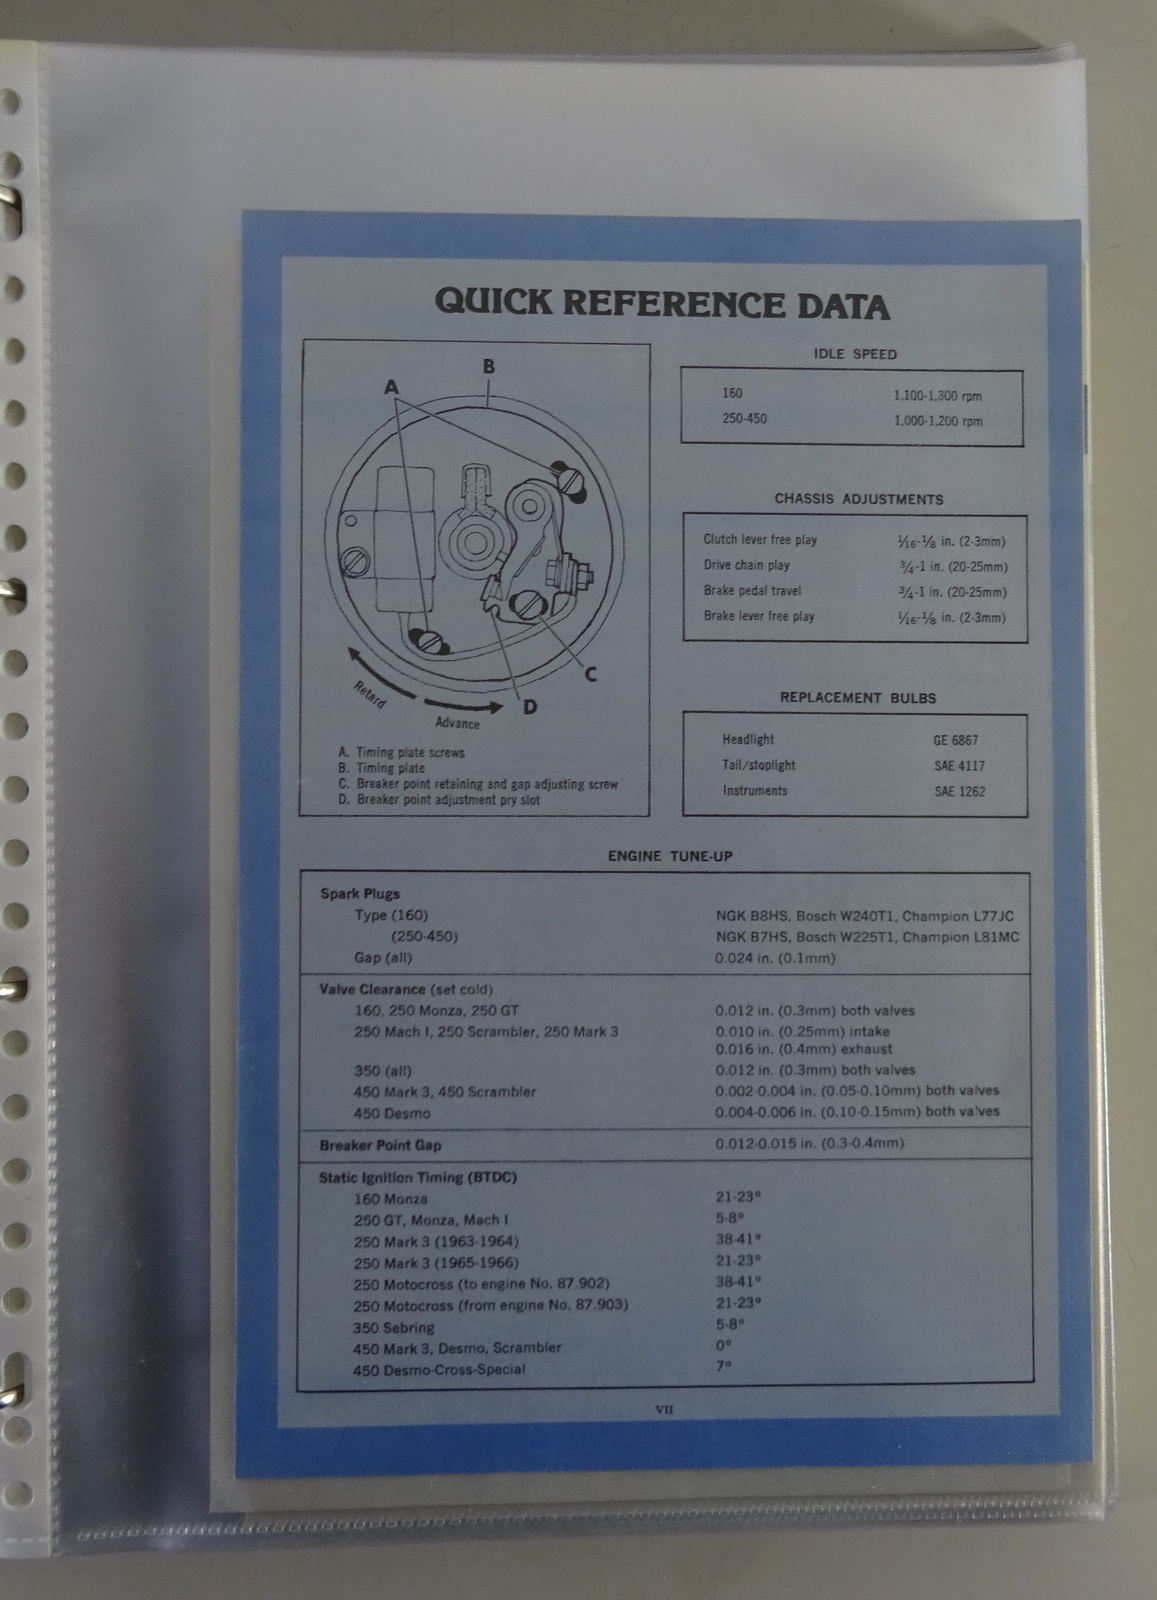 QUICK REFERENCE DATA
A
B
C
D
Retard
Advance
A. Timing plate screws
B. Timing plate
C. Breaker point retaining and gap adjusting screw
D. Breaker point adjustment pry slot
IDLE SPEED
160 1,100-1,300 rpm
250-450 1,000-1,200 rpm
CHASSIS ADJUSTMENTS
Clutch lever free play 1/16-1/8 in. (2-3mm)
Drive chain play 3/4-1 in. (20-25mm)
Brake pedal travel 3/4-1 in. (20-25mm)
Brake lever free play 1/16-1/8 in. (2-3mm)
REPLACEMENT BULBS
Headlight GE 6867
Tail/stoplight SAE 4117
Instruments SAE 1262
ENGINE TUNE-UP
Spark Plugs
Type (160) NGK B8HS, Bosch W240T1, Champion L77JC
(250-450) NGK B7HS, Bosch W225T1, Champion L81MC
Gap (all) 0.024 in. (0.1mm)
Valve Clearance (set cold)
160, 250 Monza, 250 GT 0.012 in. (0.3mm) both valves
250 Mach I, 250 Scrambler, 250 Mark 3 0.010 in. (0.25mm) intake
0.016 in. (0.4mm) exhaust
350 (all) 0.012 in. (0.3mm) both valves
450 Mark 3, 450 Scrambler 0.002-0.004 in. (0.05-0.10mm) both valves
450 Desmo 0.004-0.006 in. (0.10-0.15mm) both valves
Breaker Point Gap 0.012-0.015 in. (0.3-0.4mm)
Static Ignition Timing (BTDC)
160 Monza 21-23°
250 GT, Monza, Mach I 5-8°
250 Mark 3 (1963-1964) 38-41°
250 Mark 3 (1965-1966) 21-23°
250 Motocross (to engine No. 87.902) 38-41°
250 Motocross (from engine No. 87.903) 21-23°
350 Sebring 5-8°
450 Mark 3, Desmo, Scrambler 0°
450 Desmo-Cross-Special 7°
VII